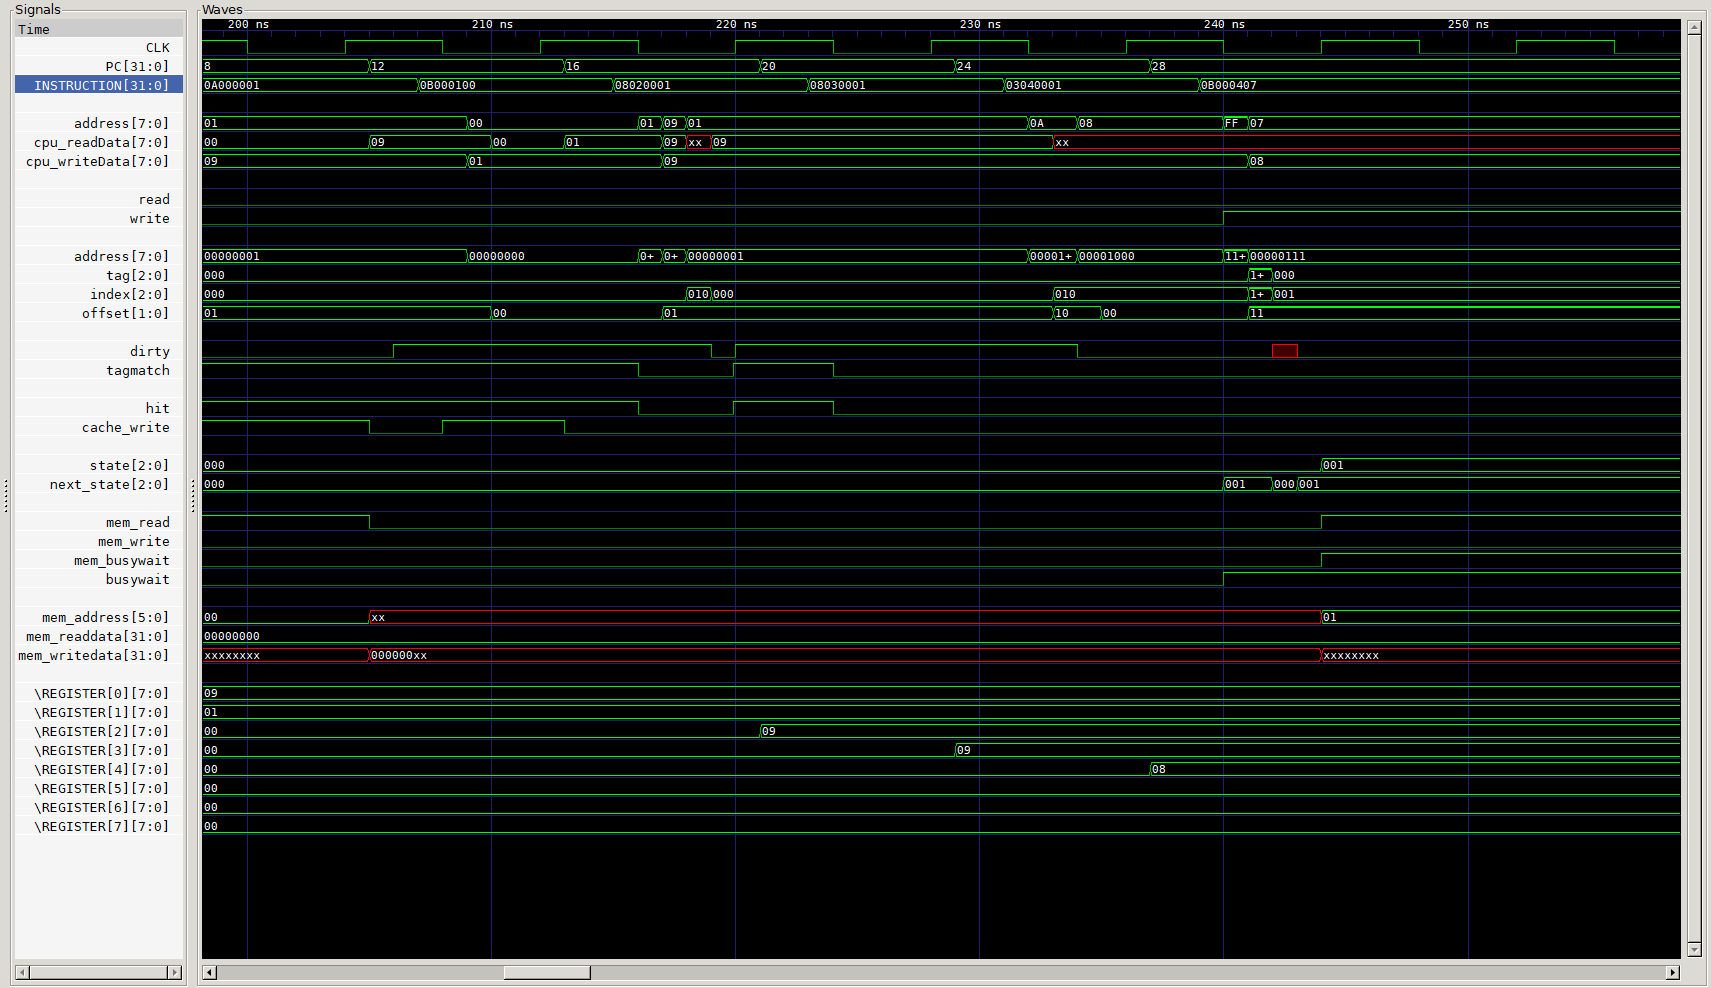 Signals
Waves
Time
200 ns 210 ns 220 ns 230 ns 240 ns 250 ns
CLK
PC[31:0] 8 12 16 20 24 28
INSTRUCTION[31:0] 0A000001 0B000100 08020001 08030001 03040001 0B000407
address[7:0] 01 00 01 09 01 0A 08 FF 07
cpu_readData[7:0] 00 09 00 01 09 xx 09 xx
cpu_writeData[7:0] 09 01 09 08
read
write
address[7:0] 00000001 00000000 0+ 0+ 00000001 00001+ 00001000 11+ 00000111
tag[2:0] 000 1+ 000
index[2:0] 000 010 000 010 1+ 001
offset[1:0] 01 00 01 10 00 11
dirty
tagmatch
hit
cache_write
state[2:0] 000 001
next_state[2:0] 000 001 000 001
mem_read
mem_write
mem_busywait
busywait
mem_address[5:0] 00 xx 01
mem_readdata[31:0] 00000000
mem_writedata[31:0] xxxxxxxx 000000xx xxxxxxxx
\REGISTER[0][7:0] 09
\REGISTER[1][7:0] 01
\REGISTER[2][7:0] 00 09
\REGISTER[3][7:0] 00 09
\REGISTER[4][7:0] 00 08
\REGISTER[5][7:0] 00
\REGISTER[6][7:0] 00
\REGISTER[7][7:0] 00